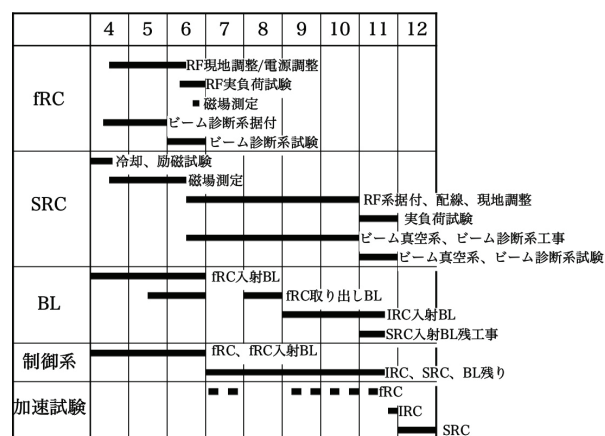 4 5 6 7 8 9 10 11 12
fRC
RF現地調整/電源調整
RF実負荷試験
磁場測定
ビーム診断系据付
ビーム診断系試験
SRC
冷却、励磁試験
磁場測定
RF系据付、配線、現地調整
実負荷試験
ビーム真空系、ビーム診断系工事
ビーム真空系、ビーム診断系試験
BL
fRC入射BL
fRC取り出しBL
IRC入射BL
SRC入射BL残工事
制御系
fRC、fRC入射BL
IRC、SRC、BL残り
加速試験
fRC
IRC
SRC